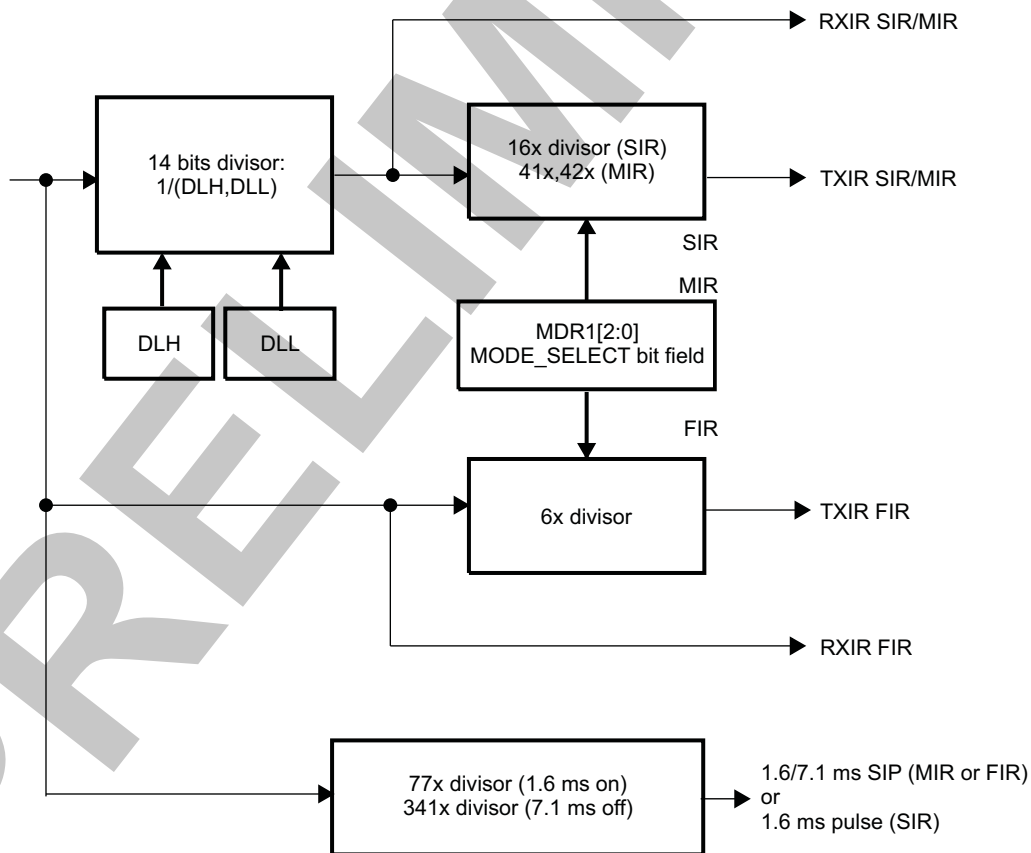 RXIR SIR/MIR
14 bits divisor:
1/(DLH,DLL)
16x divisor (SIR)
41x,42x (MIR)
TXIR SIR/MIR
SIR
MIR
DLH
DLL
MDR1[2:0]
MODE_SELECT bit field
FIR
6x divisor
TXIR FIR
RXIR FIR
77x divisor (1.6 ms on)
341x divisor (7.1 ms off)
1.6/7.1 ms SIP (MIR or FIR)
or
1.6 ms pulse (SIR)
PRELIM